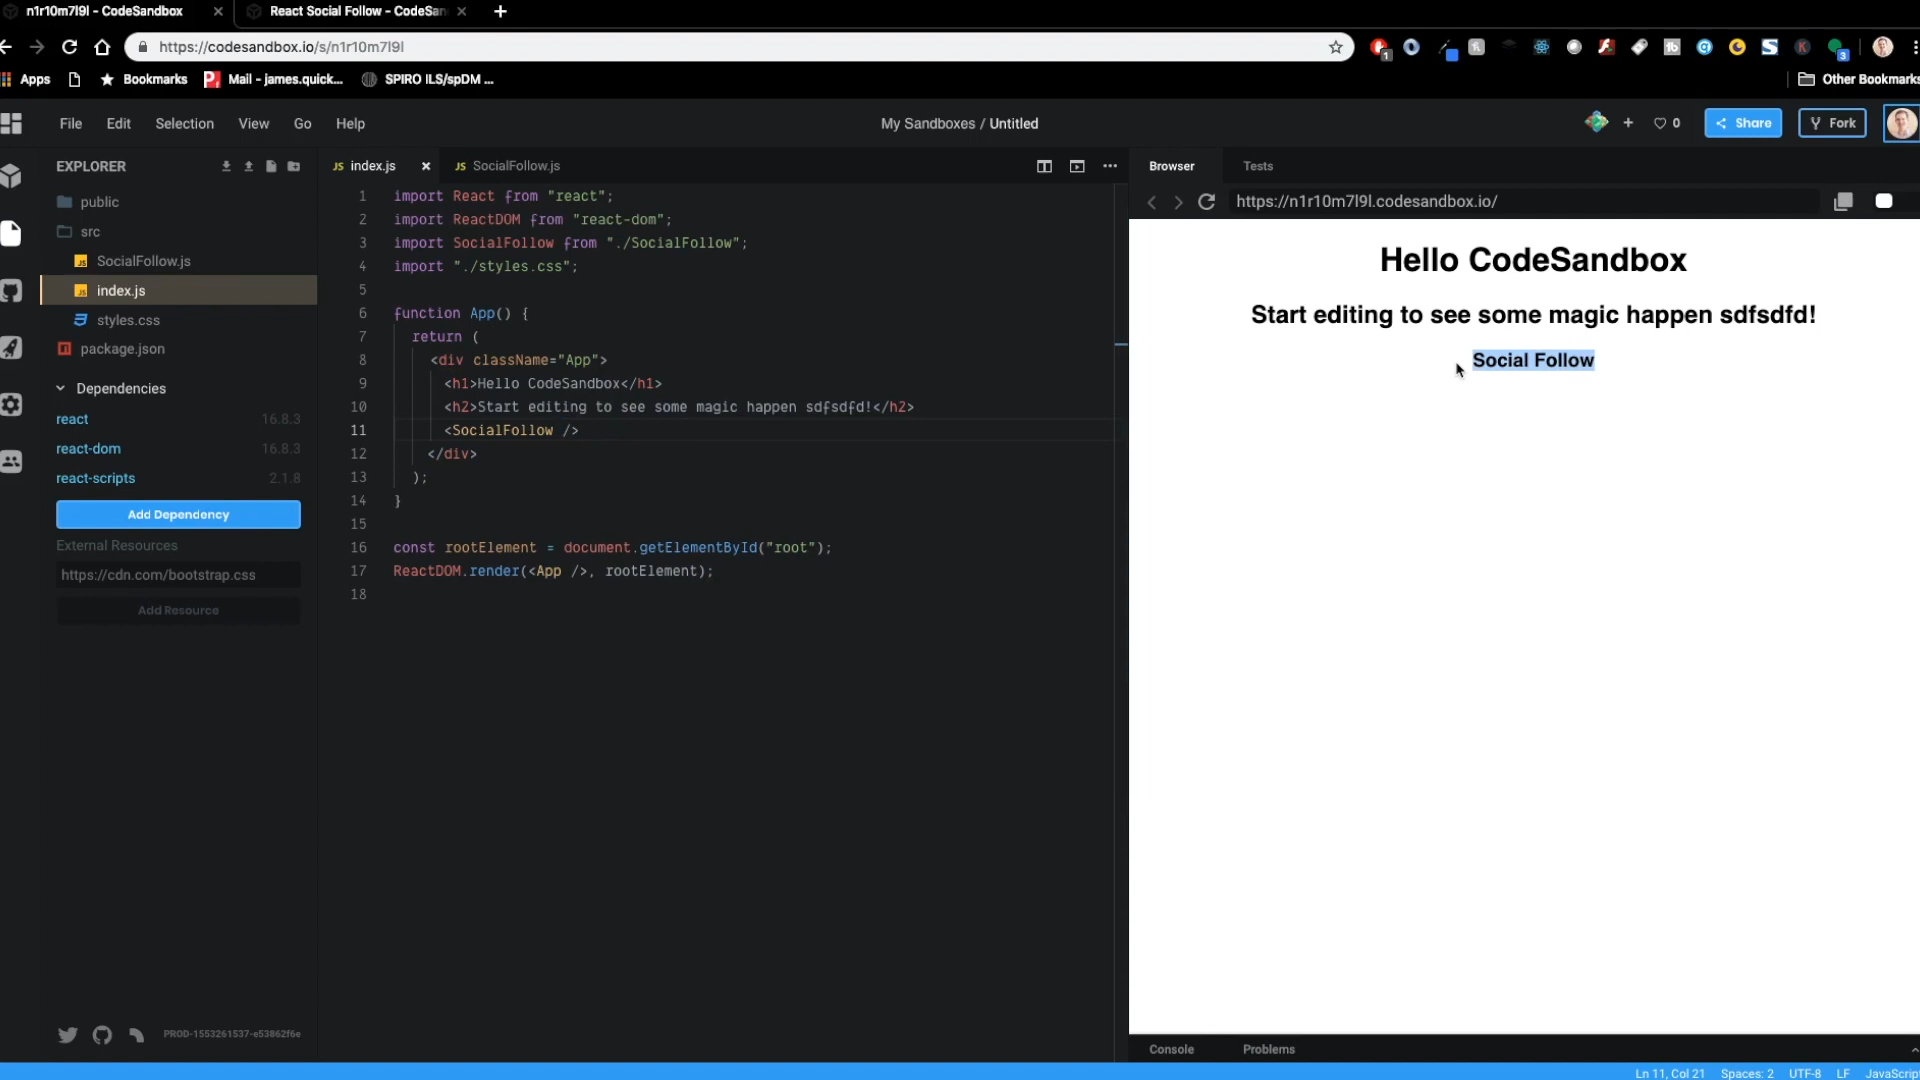 n1r10m7l9l - CodeSandbox
React Social Follow - CodeSan
https://codesandbox.io/s/n1r10m7l9l
1
3
Apps
Bookmarks
Mail - james.quick...
SPIRO ILS/spDM ...
Other Bookmarks
File Edit Selection View Go Help
My Sandboxes / Untitled
0
Share
Fork
EXPLORER
public
src
SocialFollow.js
index.js
styles.css
package.json
Dependencies
react 16.8.3
react-dom 16.8.3
react-scripts 2.1.8
Add Dependency
External Resources
https://cdn.com/bootstrap.css
Add Resource
PROD-1553261537-e53862f6e
JS index.js
JS SocialFollow.js
1 import React from "react";
2 import ReactDOM from "react-dom";
3 import SocialFollow from "./SocialFollow";
4 import "./styles.css";
5
6 function App() {
7 return (
8 <div className="App">
9 <h1>Hello CodeSandbox</h1>
10 <h2>Start editing to see some magic happen sdfsdfd!</h2>
11 <SocialFollow />
12 </div>
13 );
14 }
15
16 const rootElement = document.getElementById("root");
17 ReactDOM.render(<App />, rootElement);
18
Browser
Tests
https://n1r10m7l9l.codesandbox.io/
Hello CodeSandbox
Start editing to see some magic happen sdfsdfd!
Social Follow
Console
Problems
Ln 11, Col 21 Spaces: 2 UTF-8 LF JavaScrip